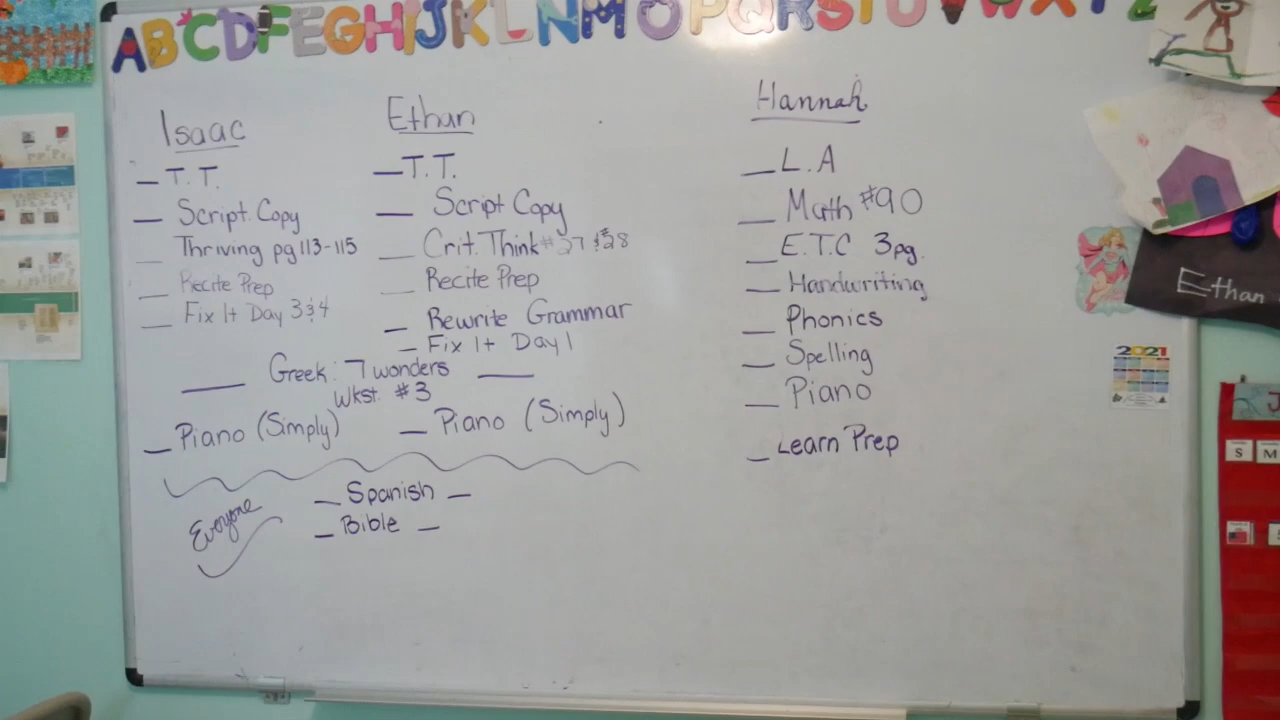 ABCDEFGHIJKLNMOPQRSTUVWXYZ
Isaac
T.T.
Script Copy
Thriving pg 113-115
Recite Prep
Fix It Day 3 & 4
Ethan
T.T.
Script Copy
Crit. Think #27 & #28
Recite Prep
Rewrite Grammar
Fix It Day 1
Greek: 7 wonders
Wkst #3
Piano (Simply)
Piano (Simply)
Everyone
Spanish
Bible
Hannah
L.A
Math #90
E.T.C 3pg.
Handwriting
Phonics
Spelling
Piano
Learn Prep
Ethan
2021
S M